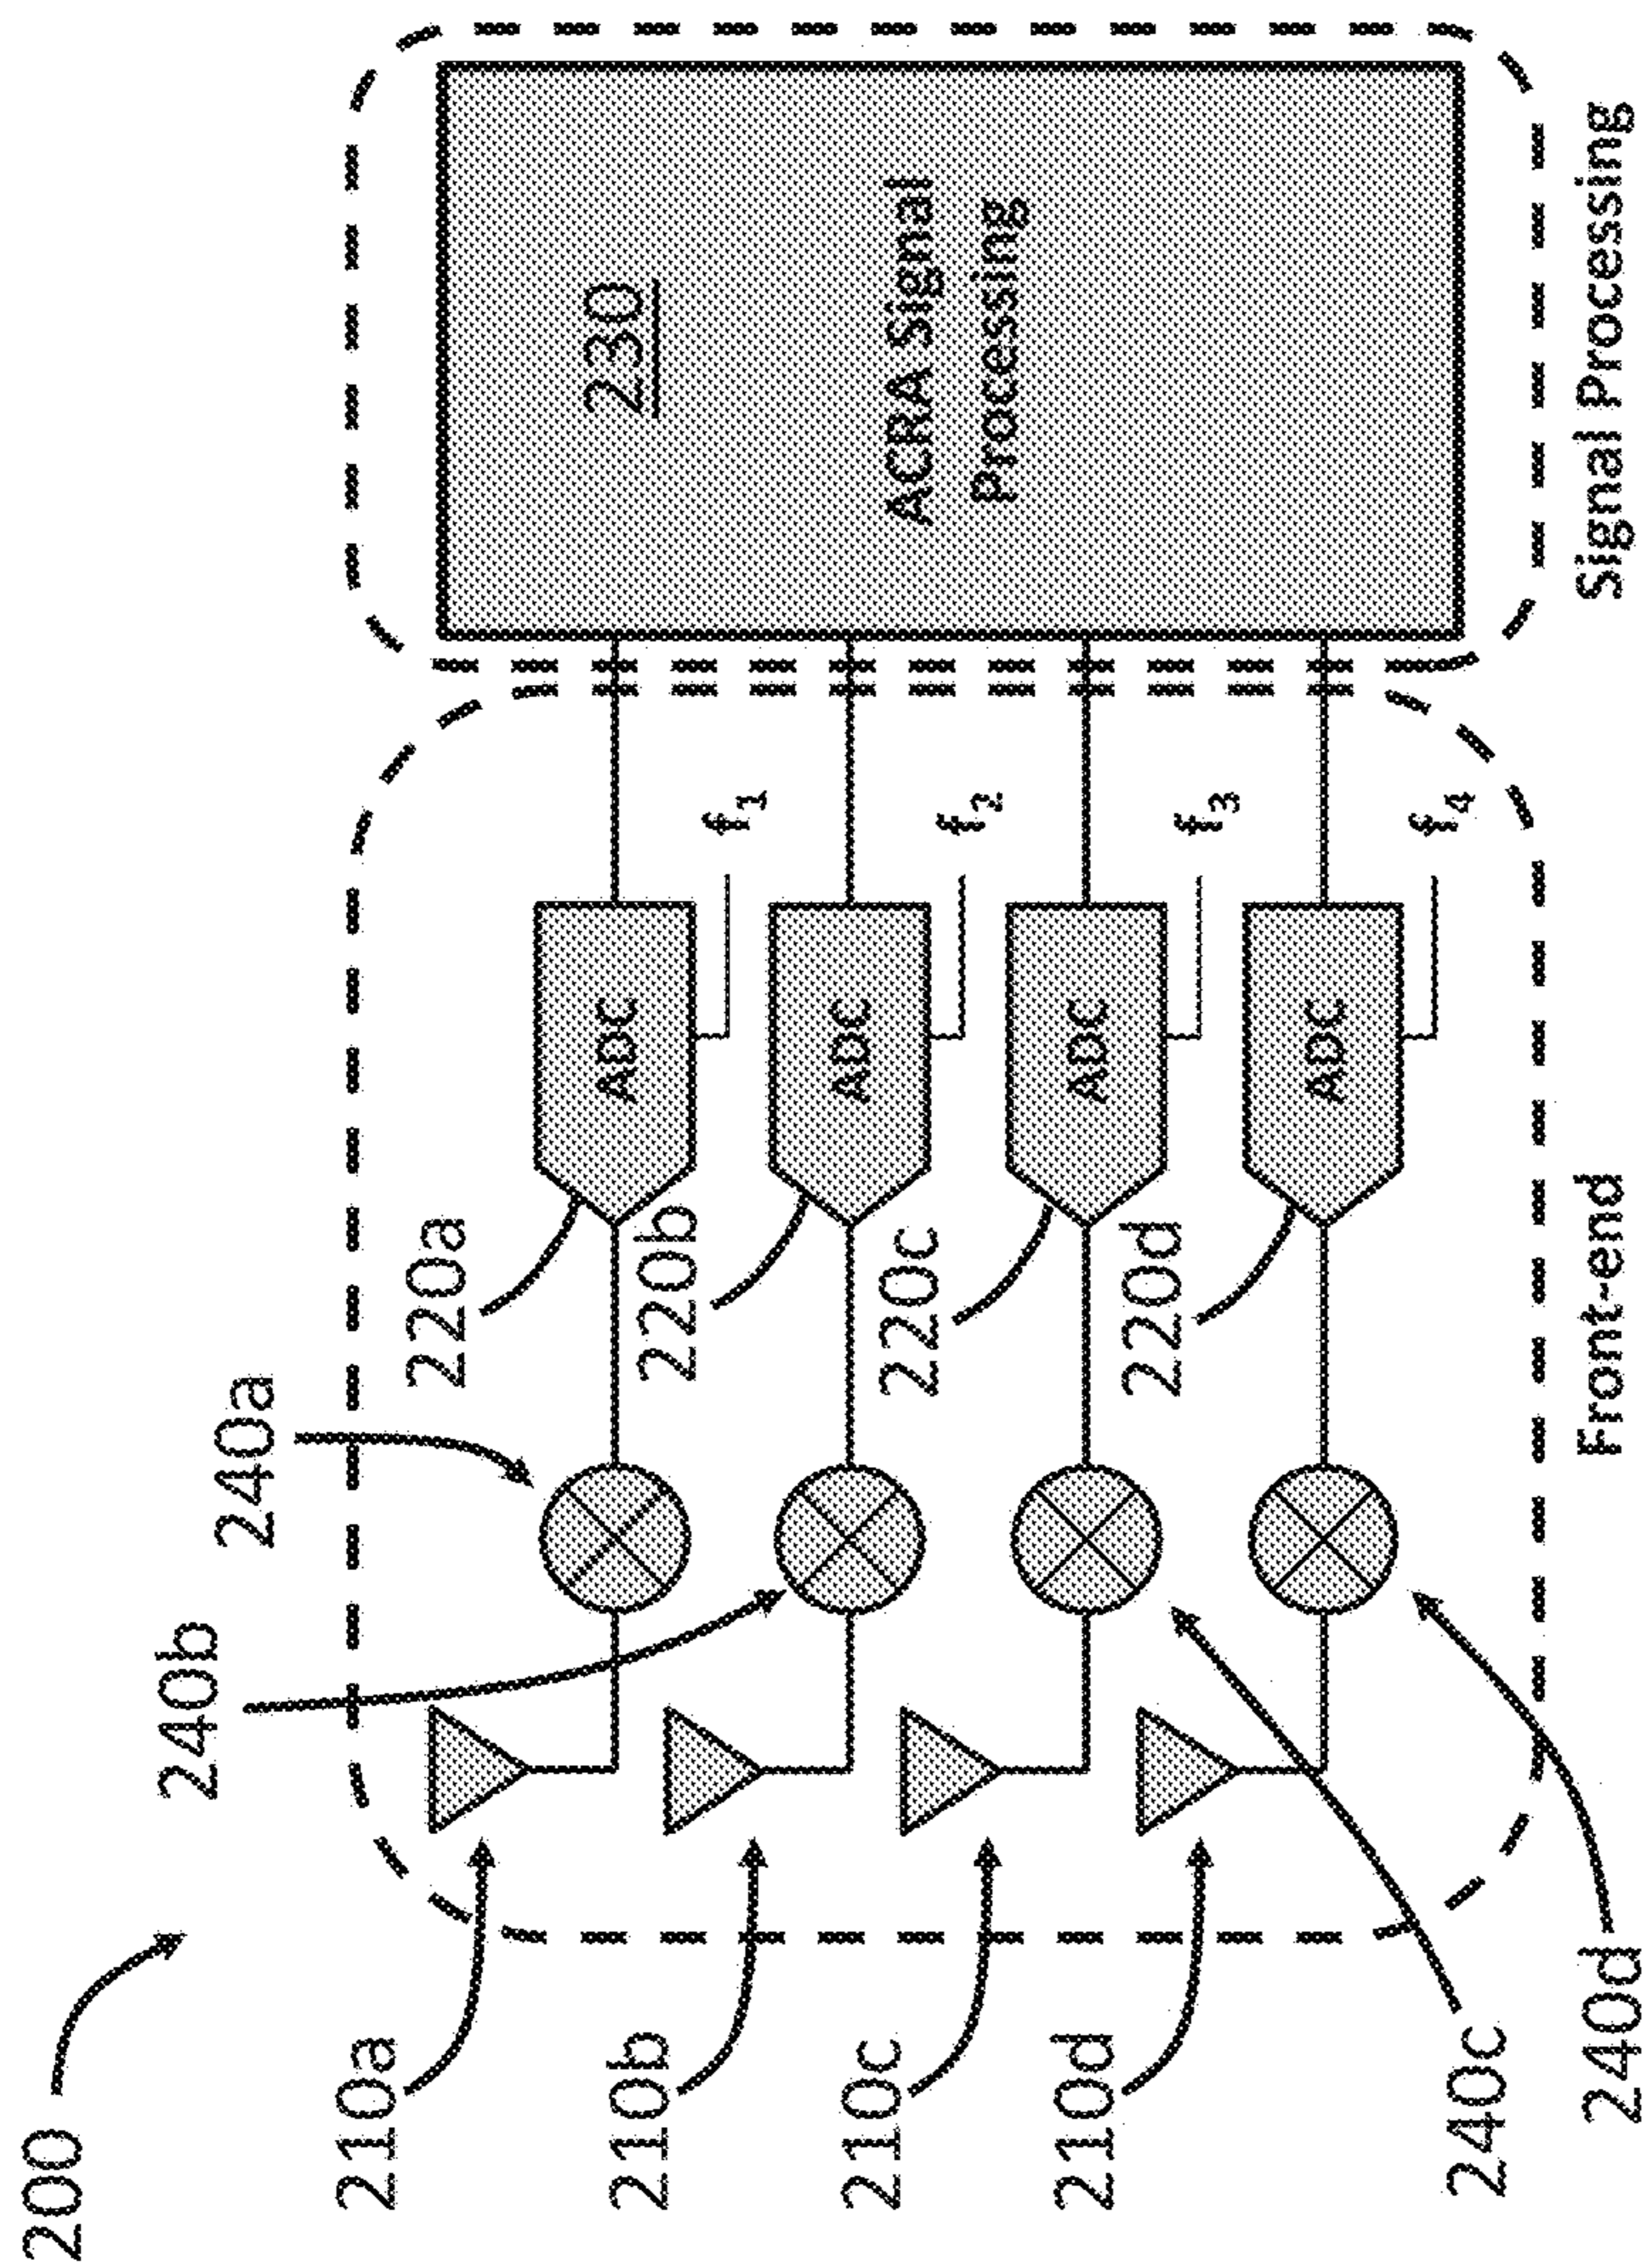 200
210a
210b
210c
210d
240a
240b
240c
240d
220a
220b
220c
220d
ADC
ADC
ADC
ADC
f1
f2
f3
f4
230
ACRA Signal
Processing
Front-end
Signal Processing